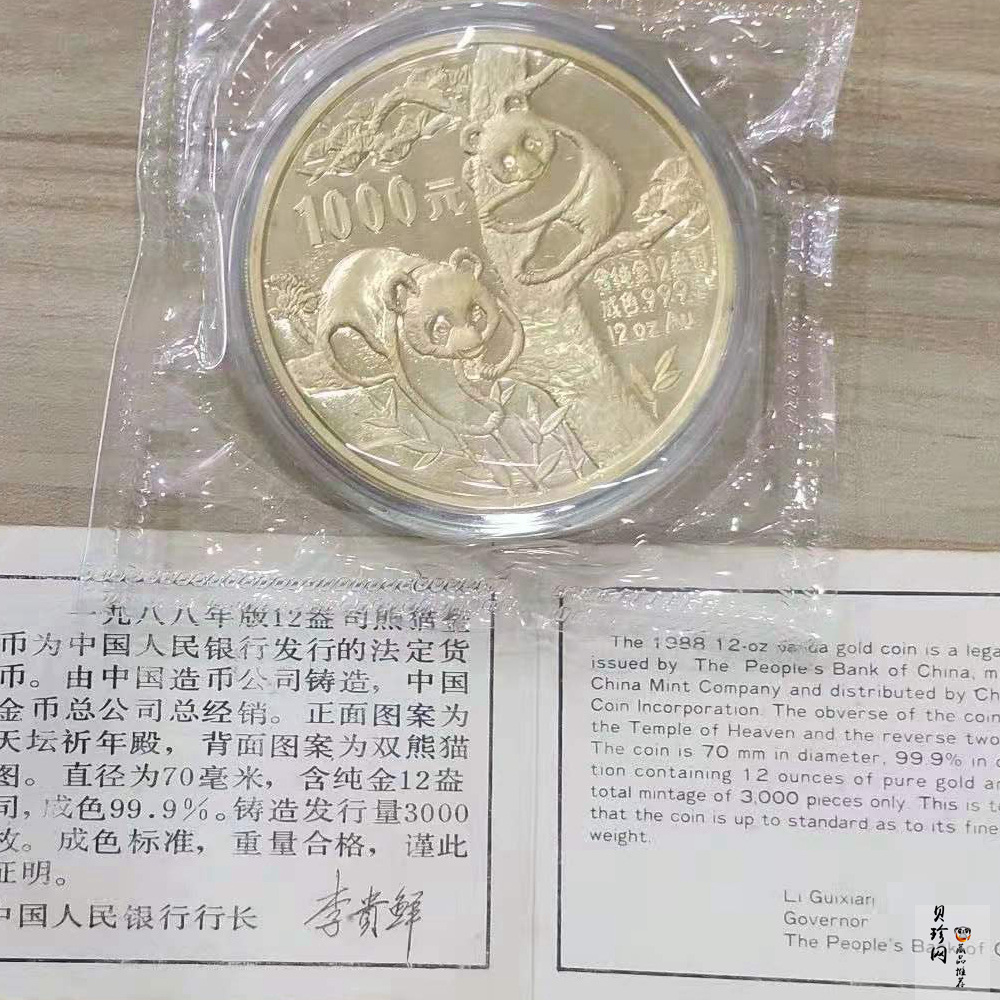 1000元
含纯金12盎司
成色999
12 oz Au
一九八八年版12盎司熊猫金
币为中国人民银行发行的法定货
币。由中国造币公司铸造，中国
金币总公司总经销。正面图案为
天坛祈年殿，背面图案为双熊猫
图。直径为70毫米，含纯金12盎
司，成色99.9%。铸造发行量3000
枚。成色标准，重量合格，谨此
证明。
中国人民银行行长 李贵鲜
The 1988 12-oz panda gold coin is a lega
issued by The People's Bank of China, m
China Mint Company and distributed by Ch
Coin Incorporation. The obverse of the coin
the Temple of Heaven and the reverse two
The coin is 70 mm in diameter, 99.9% in c
tion containing 12 ounces of pure gold an
total mintage of 3,000 pieces only. This is t
that the coin is up to standard as to its fine
weight.
Li Guixian
Governor
The People's Bank of C
贝珍网
藏品推荐